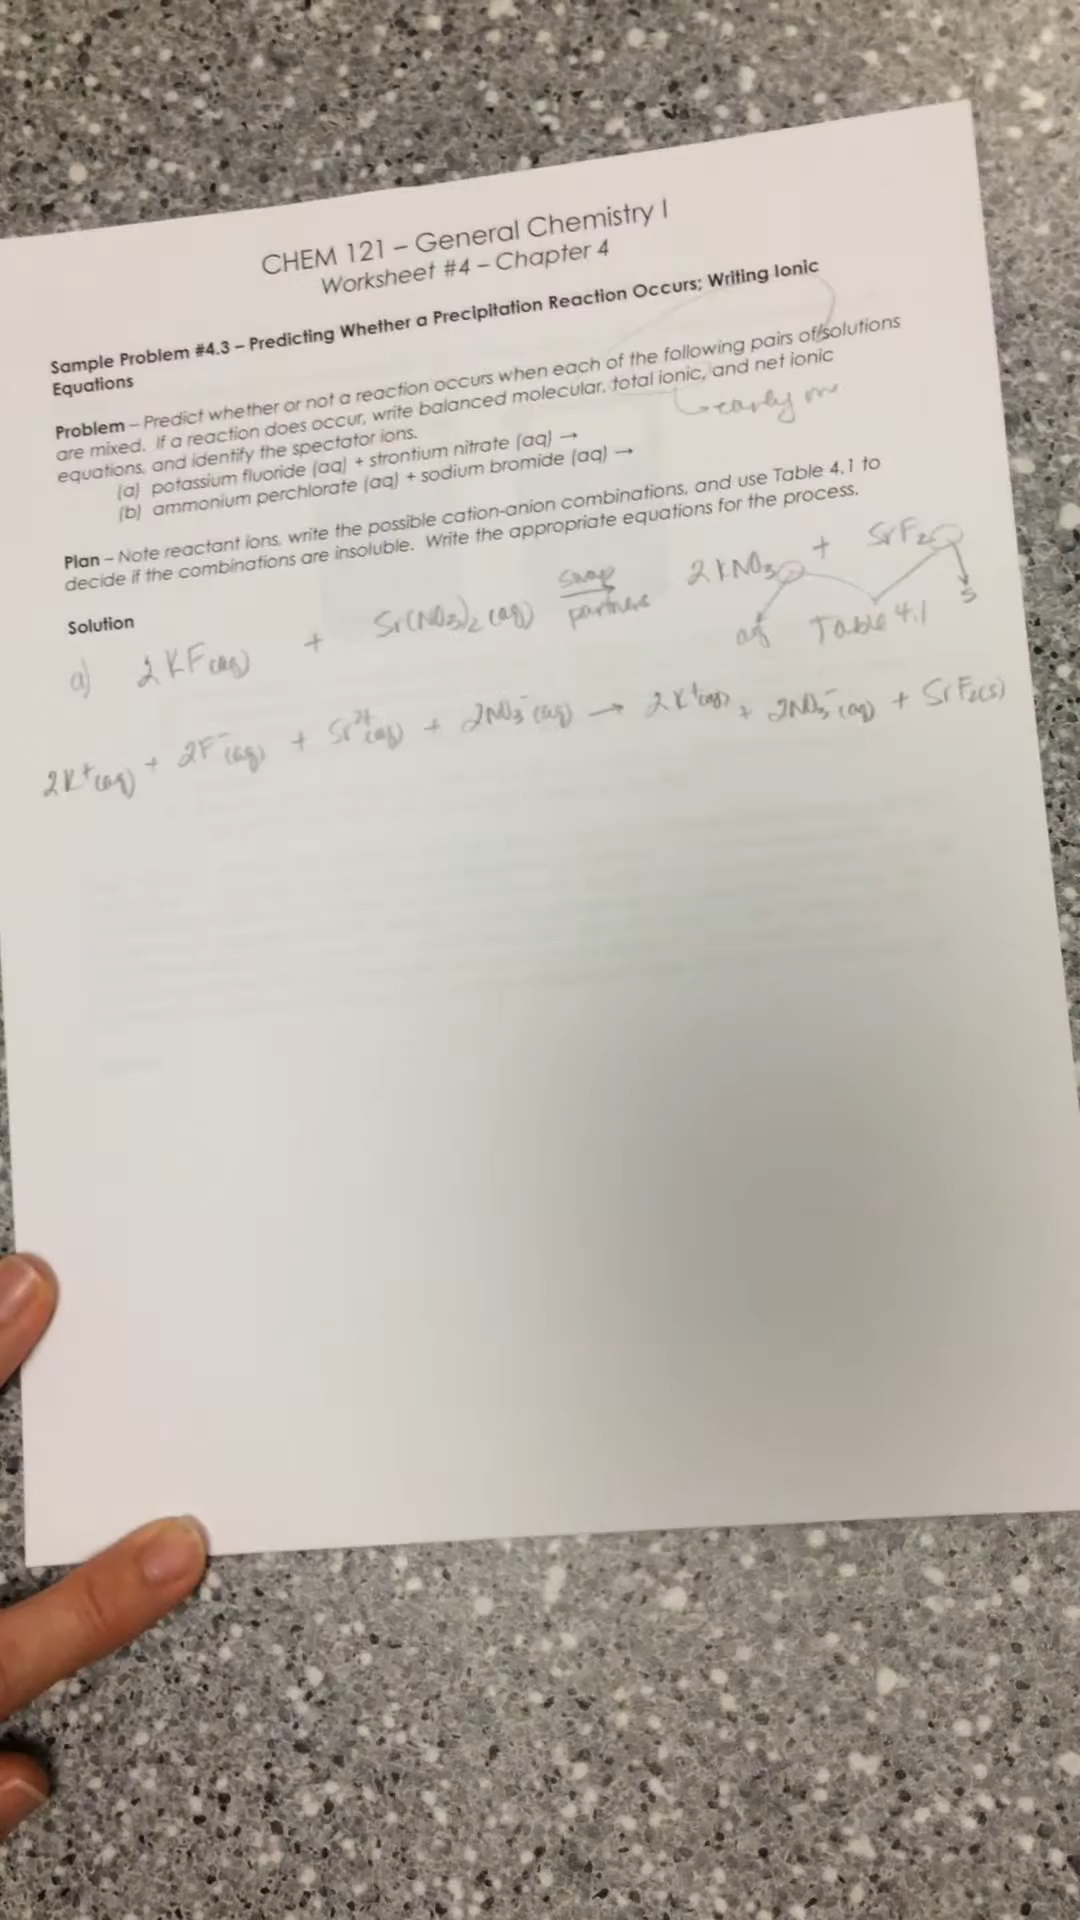 CHEM 121 – General Chemistry I
Worksheet #4 – Chapter 4
Sample Problem #4.3 – Predicting Whether a Precipitation Reaction Occurs; Writing Ionic
Equations
Problem – Predict whether or not a reaction occurs when each of the following pairs of solutions
are mixed. If a reaction does occur, write balanced molecular, total ionic, and net ionic
equations, and identify the spectator ions.
(a) potassium fluoride (aq) + strontium nitrate (aq) →
(b) ammonium perchlorate (aq) + sodium bromide (aq) →
Plan – Note reactant ions, write the possible cation-anion combinations, and use Table 4.1 to
decide if the combinations are insoluble. Write the appropriate equations for the process.
Solution
a) 2KF(aq) + Sr(NO3)2 (aq) swap partners → 2KNO3 + SrF2
aq Table 4.1 s
2K+(aq) + 2F-(aq) + Sr2+(aq) + 2NO3-(aq) → 2K+(aq) + 2NO3-(aq) + SrF2(s)